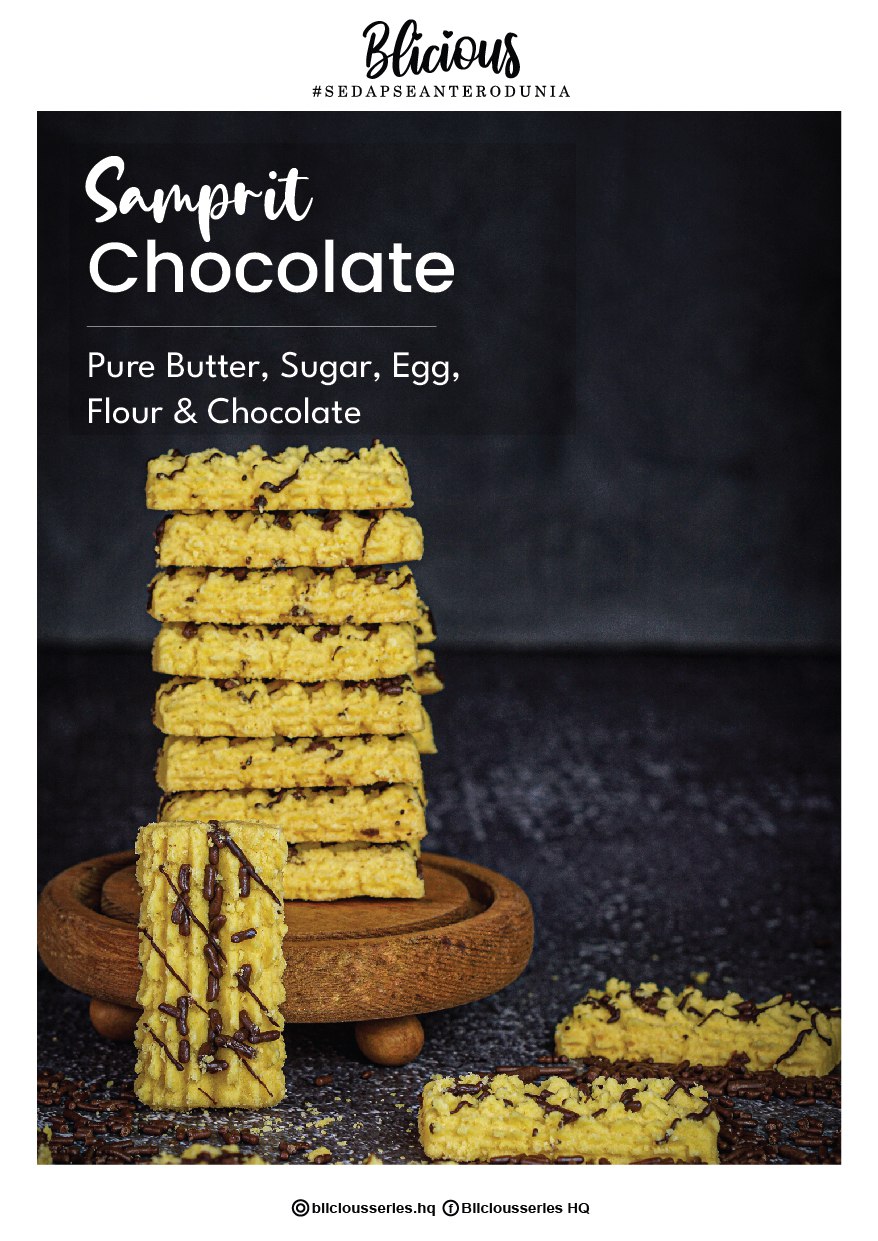 Blicious
#SEDAPSEANTERODUNIA
Samprit
Chocolate
Pure Butter, Sugar, Egg,
Flour & Chocolate
bliciousseries.hq Bliciousseries HQ